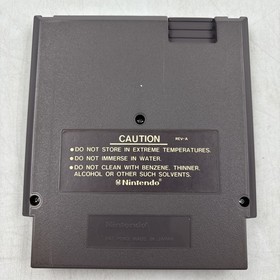 CAUTION REV-A
• DO NOT STORE IN EXTREME TEMPERATURES.
• DO NOT IMMERSE IN WATER.
• DO NOT CLEAN WITH BENZENE, THINNER,
ALCOHOL OR OTHER SUCH SOLVENTS.
Nintendo